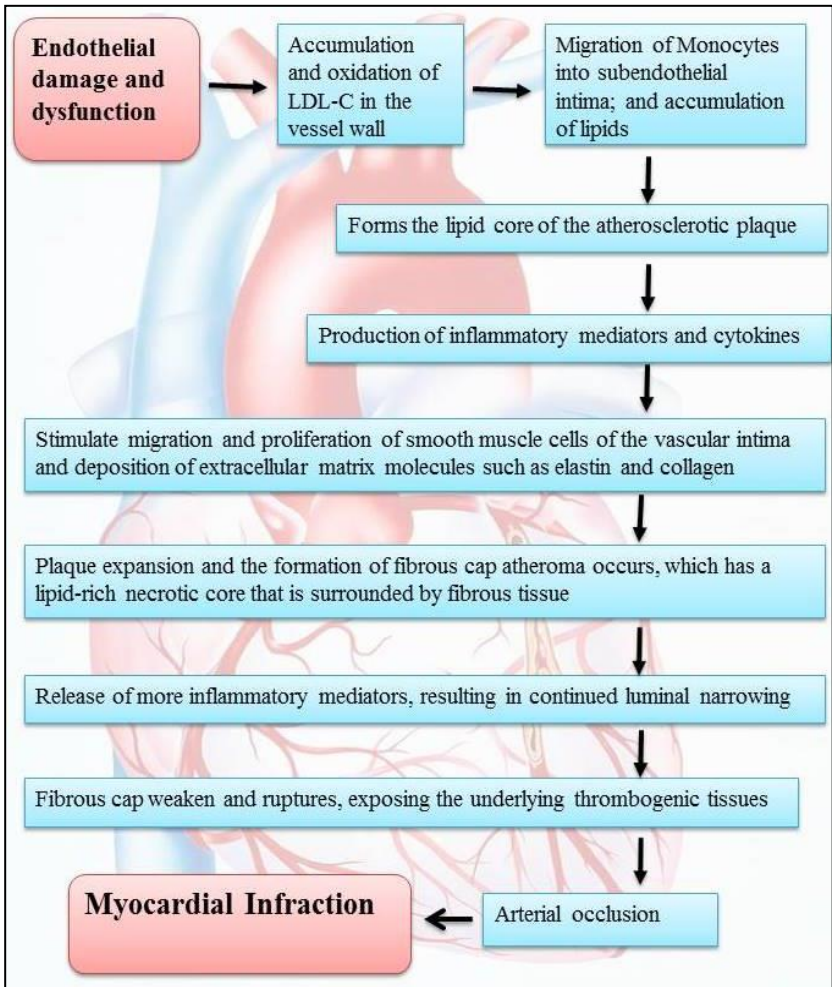 Endothelial
damage and
dysfunction
Accumulation
and oxidation of
LDL-C in the
vessel wall
Migration of Monocytes
into subendothelial
intima; and accumulation
of lipids
Forms the lipid core of the atherosclerotic plaque
Production of inflammatory mediators and cytokines
Stimulate migration and proliferation of smooth muscle cells of the vascular intima
and deposition of extracellular matrix molecules such as elastin and collagen
Plaque expansion and the formation of fibrous cap atheroma occurs, which has a
lipid-rich necrotic core that is surrounded by fibrous tissue
Release of more inflammatory mediators, resulting in continued luminal narrowing
Fibrous cap weaken and ruptures, exposing the underlying thrombogenic tissues
Arterial occlusion
Myocardial Infraction